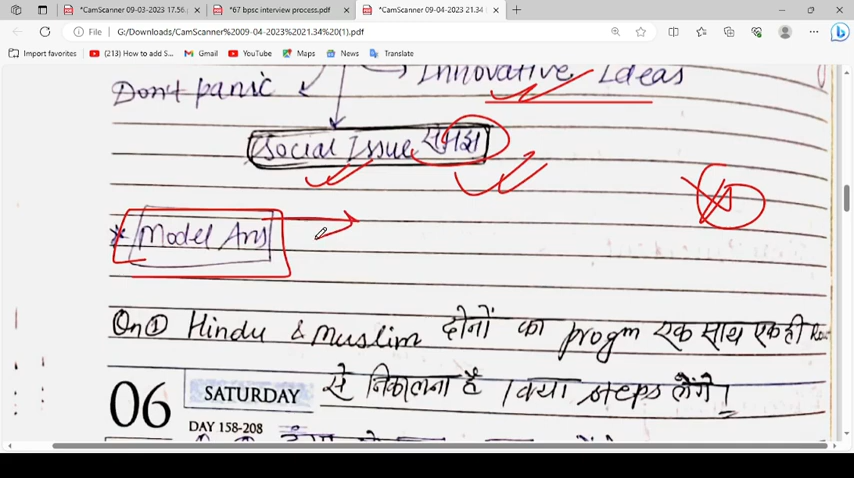 *CamScanner 09-03-2023 17.56.p
*67 bpsc interview process.pdf
*CamScanner 09-04-2023 21.34
File
G:/Downloads/CamScanner%2009-04-2023%2021.34%20(1).pdf
Import favorites
(213) How to add S...
Gmail
YouTube
Maps
News
Translate
Innovative Ideas
Don't panic
Social Issue समझ
* Model Ans
Qn① Hindu & Muslim दोनों का progm एक साथ एक ही
से निकालना है । क्या steps लेंगे ।
06
SATURDAY
DAY 158-208